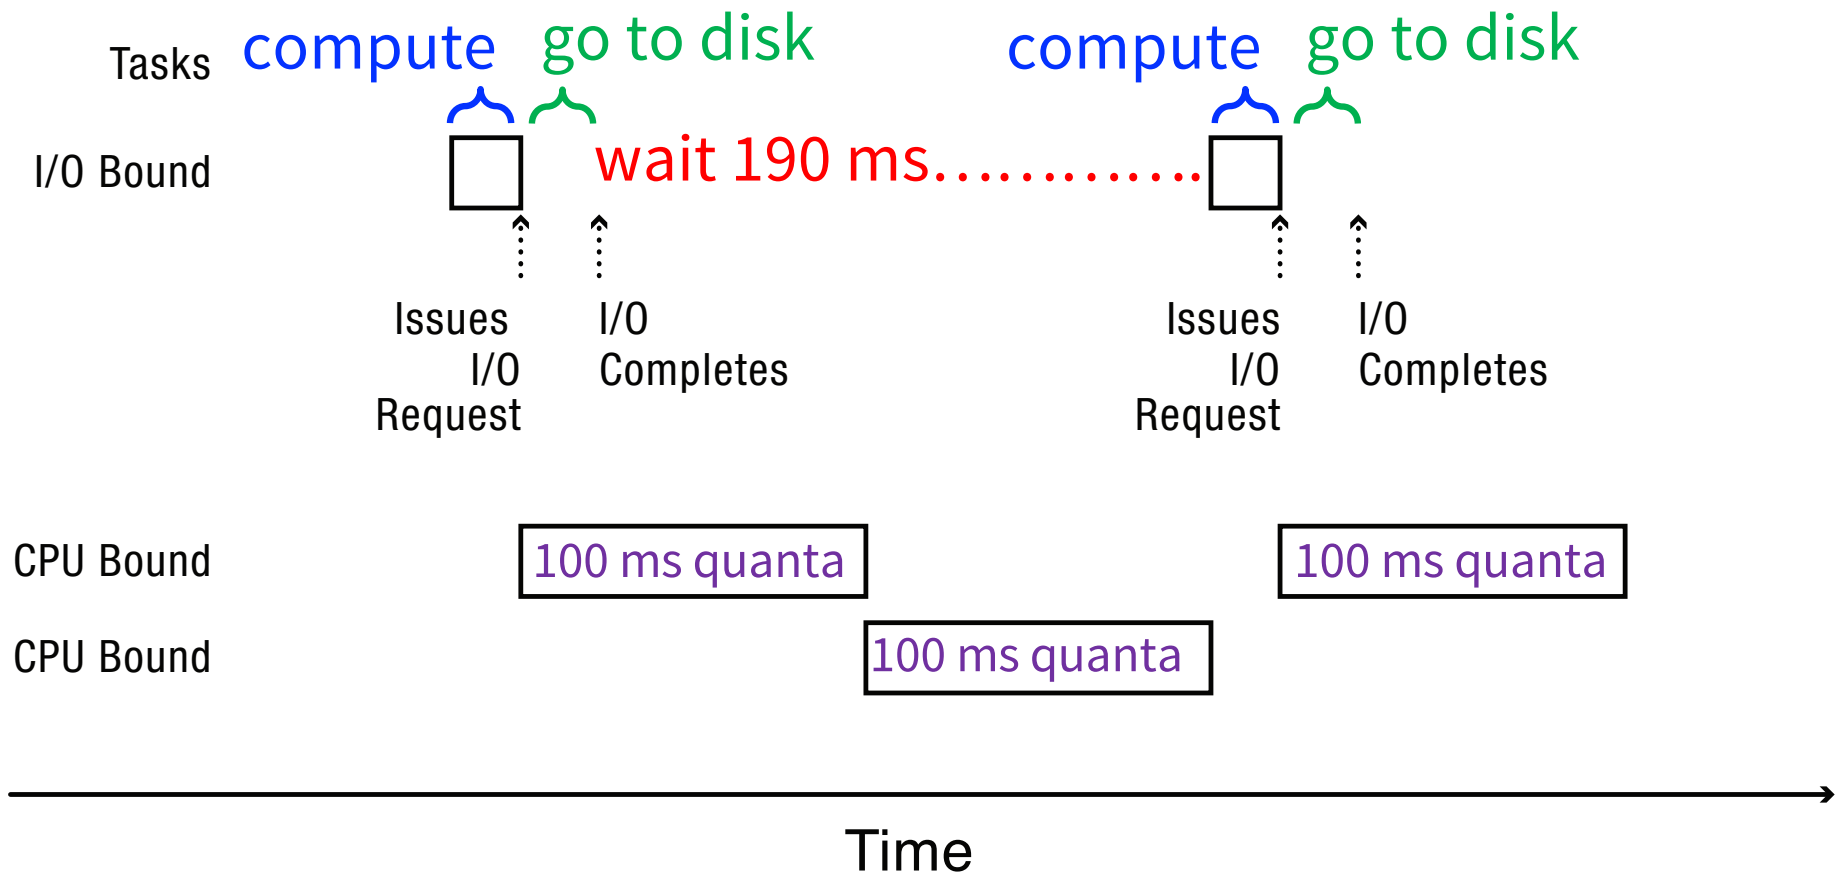 Tasks compute go to disk compute go to disk
I/O Bound wait 190 ms.............
Issues I/O Issues I/O
I/O Completes I/O Completes
Request Request
CPU Bound 100 ms quanta 100 ms quanta
CPU Bound 100 ms quanta
Time